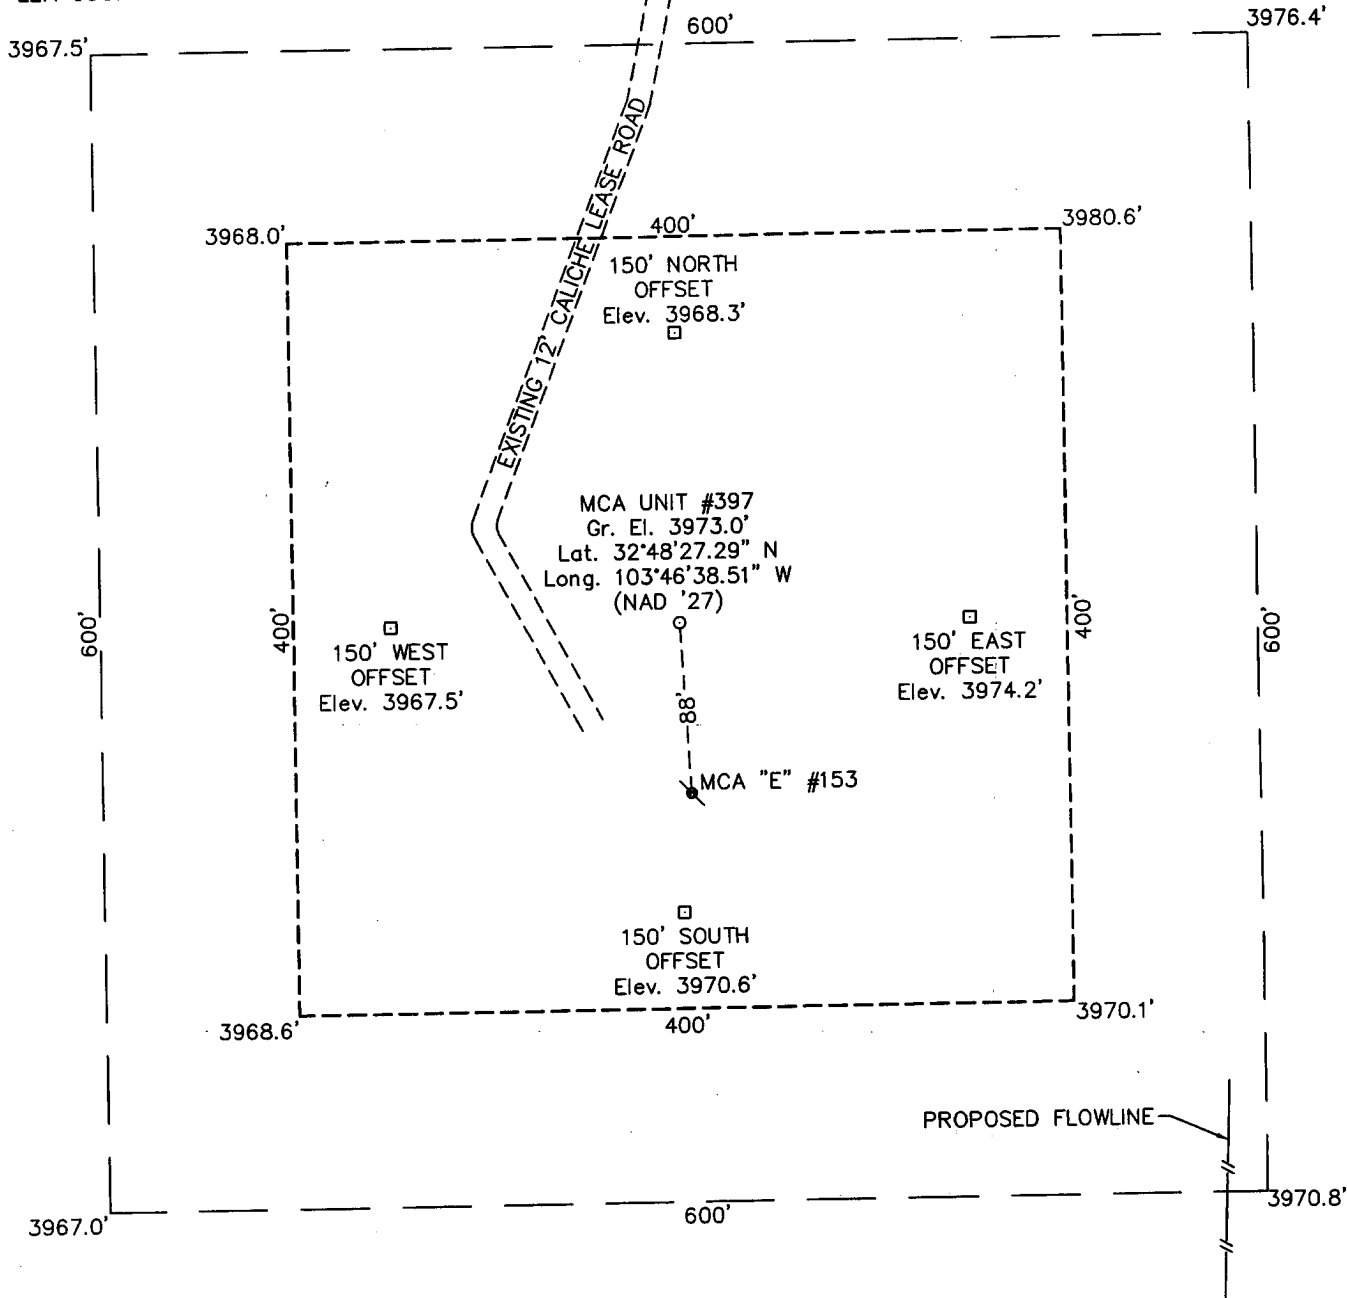 600'
3976.4'
3967.5'
EXISTING 12' CALICHE LEASE ROAD
3968.0'
400'
3980.6'
150' NORTH
OFFSET
Elev. 3968.3'
MCA UNIT #397
Gr. El. 3973.0'
Lat. 32°48'27.29" N
Long. 103°46'38.51" W
(NAD '27)
600'
400'
150' WEST
OFFSET
Elev. 3967.5'
150' EAST
OFFSET
Elev. 3974.2'
400'
600'
88'
MCA "E" #153
150' SOUTH
OFFSET
Elev. 3970.6'
3968.6'
400'
3970.1'
PROPOSED FLOWLINE
3967.0'
600'
3970.8'